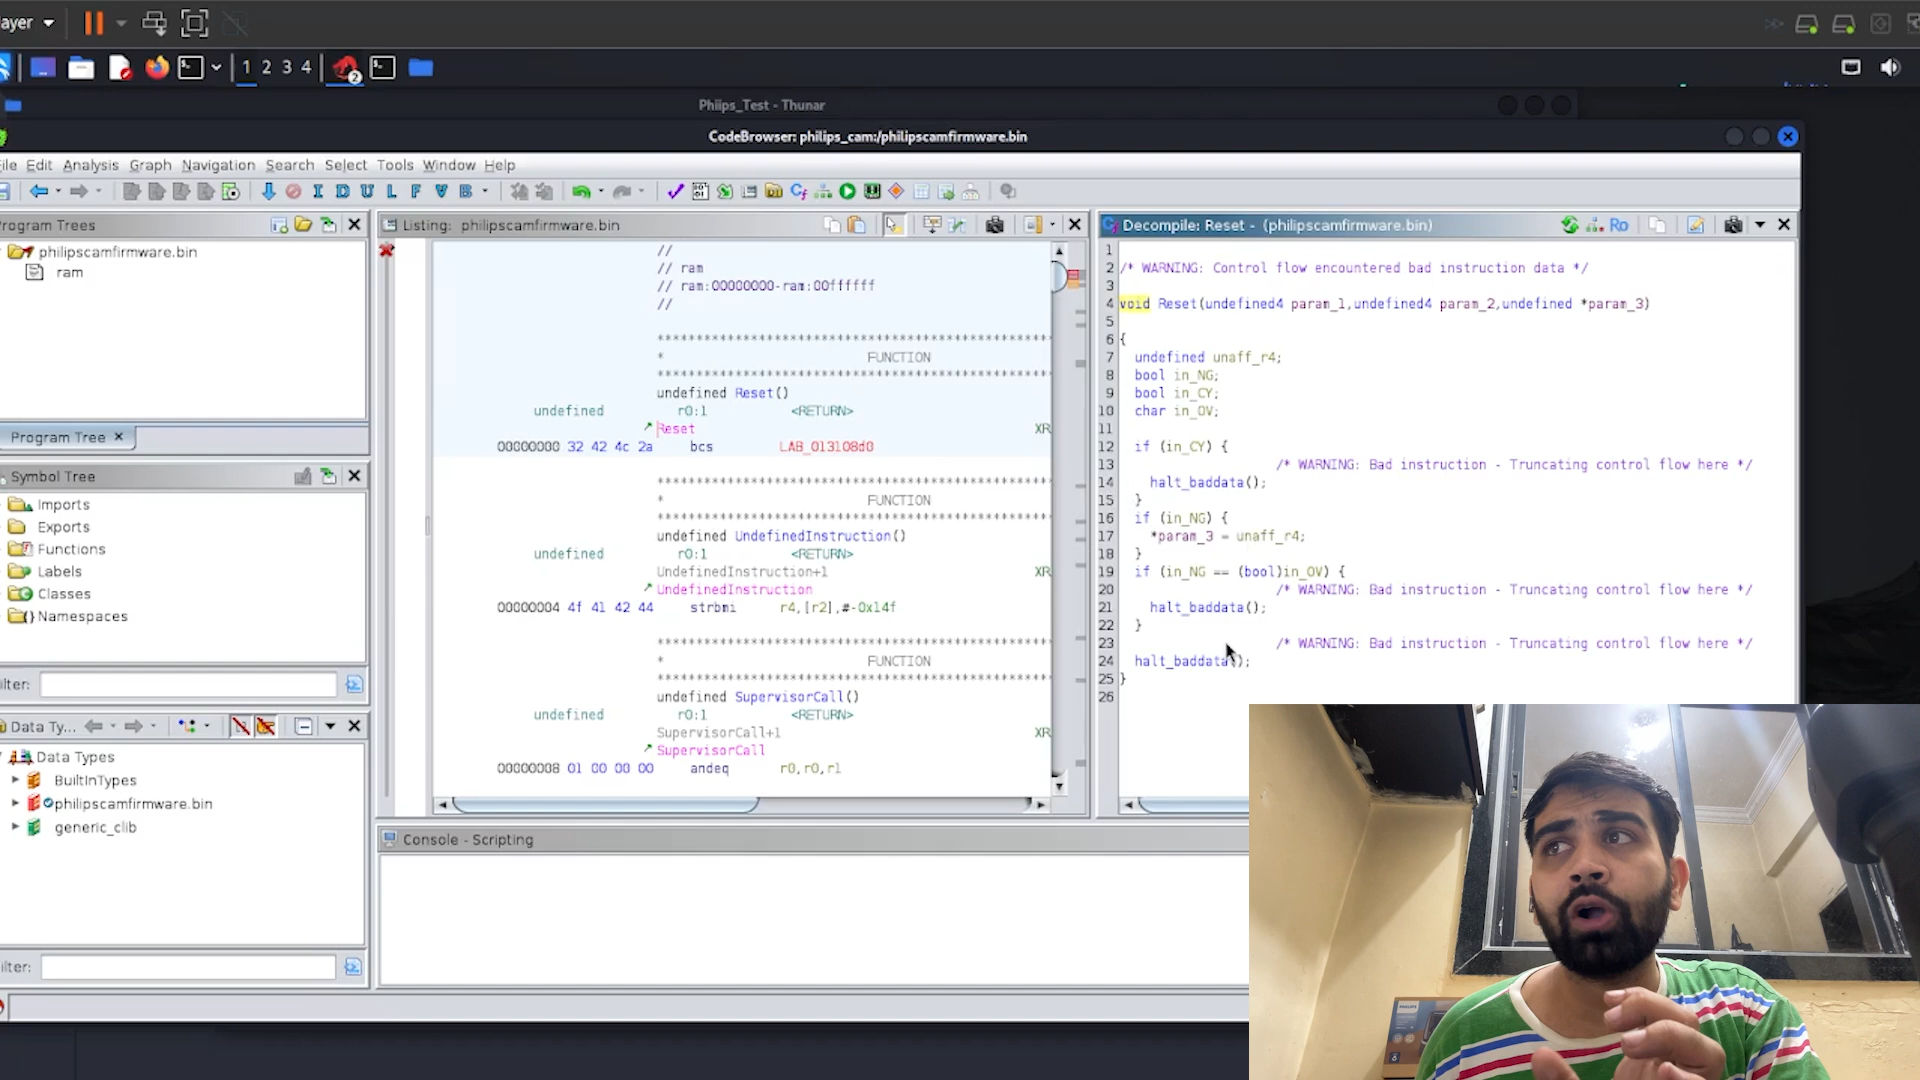 ayer
1 2 3 4
2
Phiips_Test - Thunar
CodeBrowser: philips_cam:/philipscamfirmware.bin
ile Edit Analysis Graph Navigation Search Select Tools Window Help
I D U L F V B
rogram Trees
philipscamfirmware.bin
ram
Program Tree
Symbol Tree
Imports
Exports
Functions
Labels
Classes
Namespaces
ilter:
Data Ty...
Data Types
BuiltInTypes
philipscamfirmware.bin
generic_clib
ilter:
Listing: philipscamfirmware.bin
//
// ram
// ram:00000000-ram:00ffffff
//
* FUNCTION
undefined Reset()
undefined r0:1 <RETURN>
Reset XR
00000000 32 42 4c 2a bcs LAB_013108d0
* FUNCTION
undefined UndefinedInstruction()
undefined r0:1 <RETURN>
UndefinedInstruction+1 XR
UndefinedInstruction
00000004 4f 41 42 44 strbmi r4,[r2],#-0x14f
* FUNCTION
undefined SupervisorCall()
undefined r0:1 <RETURN>
SupervisorCall+1 XR
SupervisorCall
00000008 01 00 00 00 andeq r0,r0,r1
Console - Scripting
Decompile: Reset - (philipscamfirmware.bin)
Ro
1
2 /* WARNING: Control flow encountered bad instruction data */
3
4 void Reset(undefined4 param_1,undefined4 param_2,undefined *param_3)
5
6 {
7 undefined unaff_r4;
8 bool in_NG;
9 bool in_CY;
10 char in_OV;
11
12 if (in_CY) {
13 /* WARNING: Bad instruction - Truncating control flow here */
14 halt_baddata();
15 }
16 if (in_NG) {
17 *param_3 = unaff_r4;
18 }
19 if (in_NG == (bool)in_OV) {
20 /* WARNING: Bad instruction - Truncating control flow here */
21 halt_baddata();
22 }
23 /* WARNING: Bad instruction - Truncating control flow here */
24 halt_baddata();
25 }
26
PHILIPS